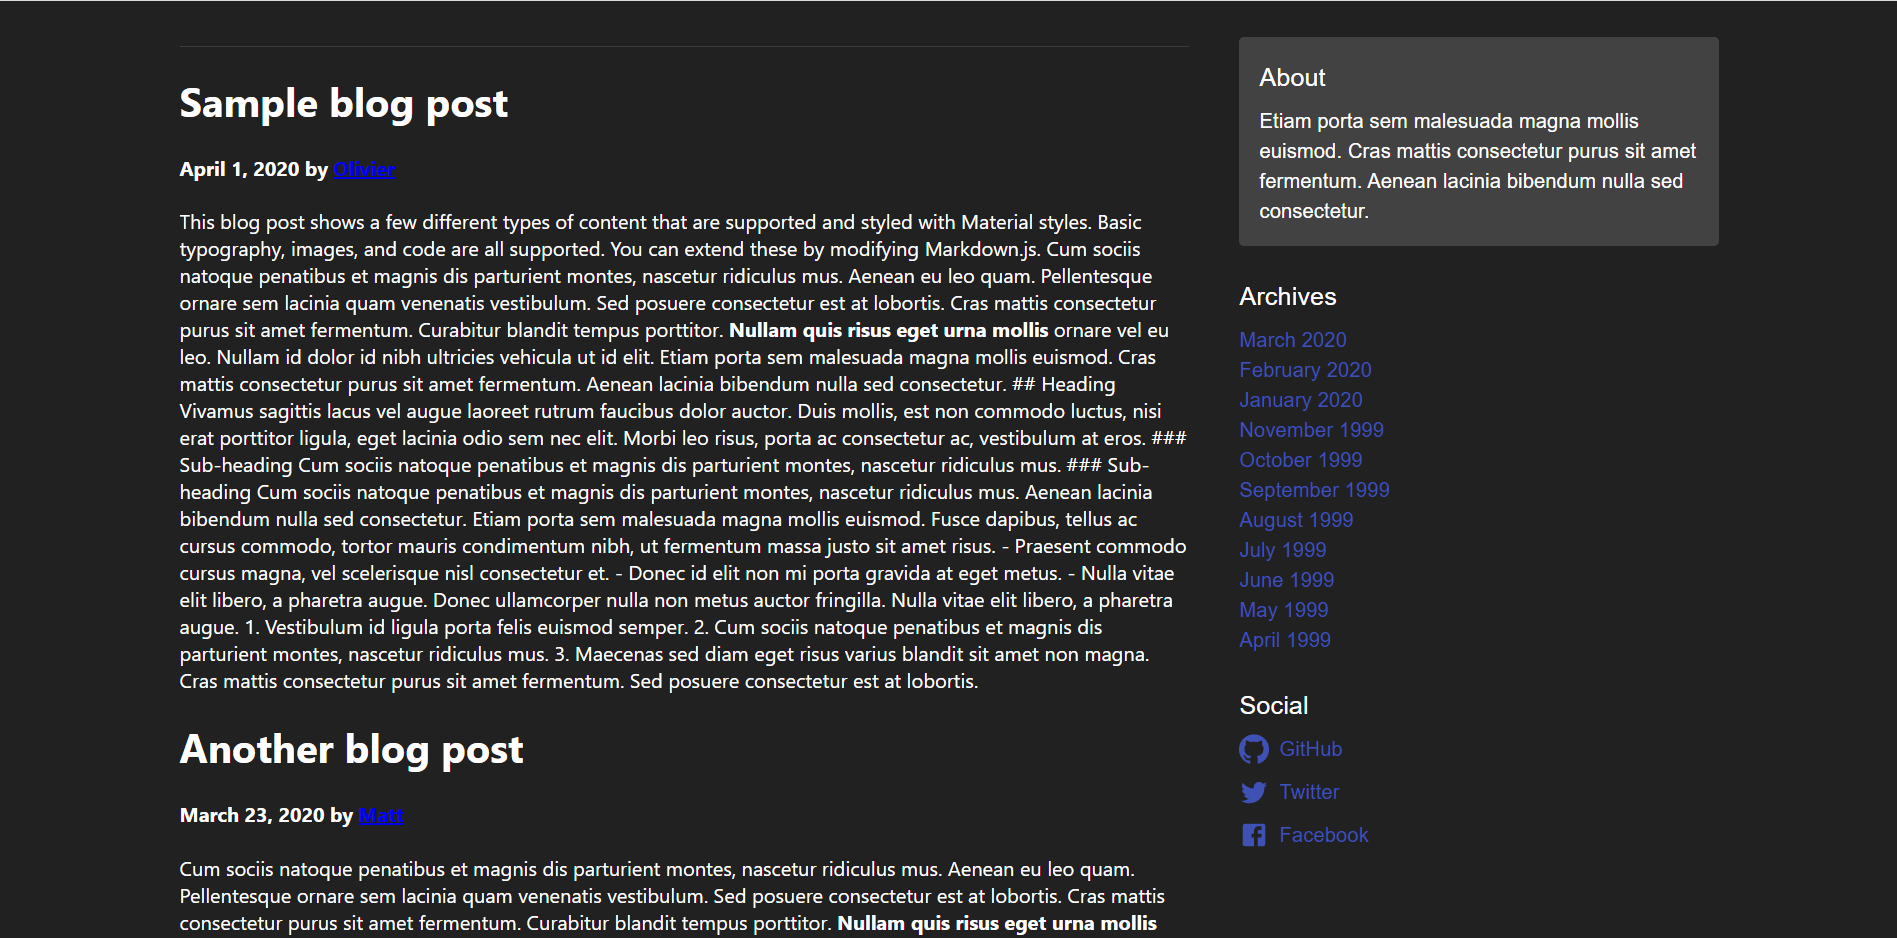 Sample blog post
April 1, 2020 by Olivier
This blog post shows a few different types of content that are supported and styled with Material styles. Basic
typography, images, and code are all supported. You can extend these by modifying Markdown.js. Cum sociis
natoque penatibus et magnis dis parturient montes, nascetur ridiculus mus. Aenean eu leo quam. Pellentesque
ornare sem lacinia quam venenatis vestibulum. Sed posuere consectetur est at lobortis. Cras mattis consectetur
purus sit amet fermentum. Curabitur blandit tempus porttitor. Nullam quis risus eget urna mollis ornare vel eu
leo. Nullam id dolor id nibh ultricies vehicula ut id elit. Etiam porta sem malesuada magna mollis euismod. Cras
mattis consectetur purus sit amet fermentum. Aenean lacinia bibendum nulla sed consectetur. ## Heading
Vivamus sagittis lacus vel augue laoreet rutrum faucibus dolor auctor. Duis mollis, est non commodo luctus, nisi
erat porttitor ligula, eget lacinia odio sem nec elit. Morbi leo risus, porta ac consectetur ac, vestibulum at eros. ###
Sub-heading Cum sociis natoque penatibus et magnis dis parturient montes, nascetur ridiculus mus. ### Sub-
heading Cum sociis natoque penatibus et magnis dis parturient montes, nascetur ridiculus mus. Aenean lacinia
bibendum nulla sed consectetur. Etiam porta sem malesuada magna mollis euismod. Fusce dapibus, tellus ac
cursus commodo, tortor mauris condimentum nibh, ut fermentum massa justo sit amet risus. - Praesent commodo
cursus magna, vel scelerisque nisl consectetur et. - Donec id elit non mi porta gravida at eget metus. - Nulla vitae
elit libero, a pharetra augue. Donec ullamcorper nulla non metus auctor fringilla. Nulla vitae elit libero, a pharetra
augue. 1. Vestibulum id ligula porta felis euismod semper. 2. Cum sociis natoque penatibus et magnis dis
parturient montes, nascetur ridiculus mus. 3. Maecenas sed diam eget risus varius blandit sit amet non magna.
Cras mattis consectetur purus sit amet fermentum. Sed posuere consectetur est at lobortis.
Another blog post
March 23, 2020 by Matt
Cum sociis natoque penatibus et magnis dis parturient montes, nascetur ridiculus mus. Aenean eu leo quam.
Pellentesque ornare sem lacinia quam venenatis vestibulum. Sed posuere consectetur est at lobortis. Cras mattis
consectetur purus sit amet fermentum. Curabitur blandit tempus porttitor. Nullam quis risus eget urna mollis
About
Etiam porta sem malesuada magna mollis
euismod. Cras mattis consectetur purus sit amet
fermentum. Aenean lacinia bibendum nulla sed
consectetur.
Archives
March 2020
February 2020
January 2020
November 1999
October 1999
September 1999
August 1999
July 1999
June 1999
May 1999
April 1999
Social
GitHub
Twitter
Facebook